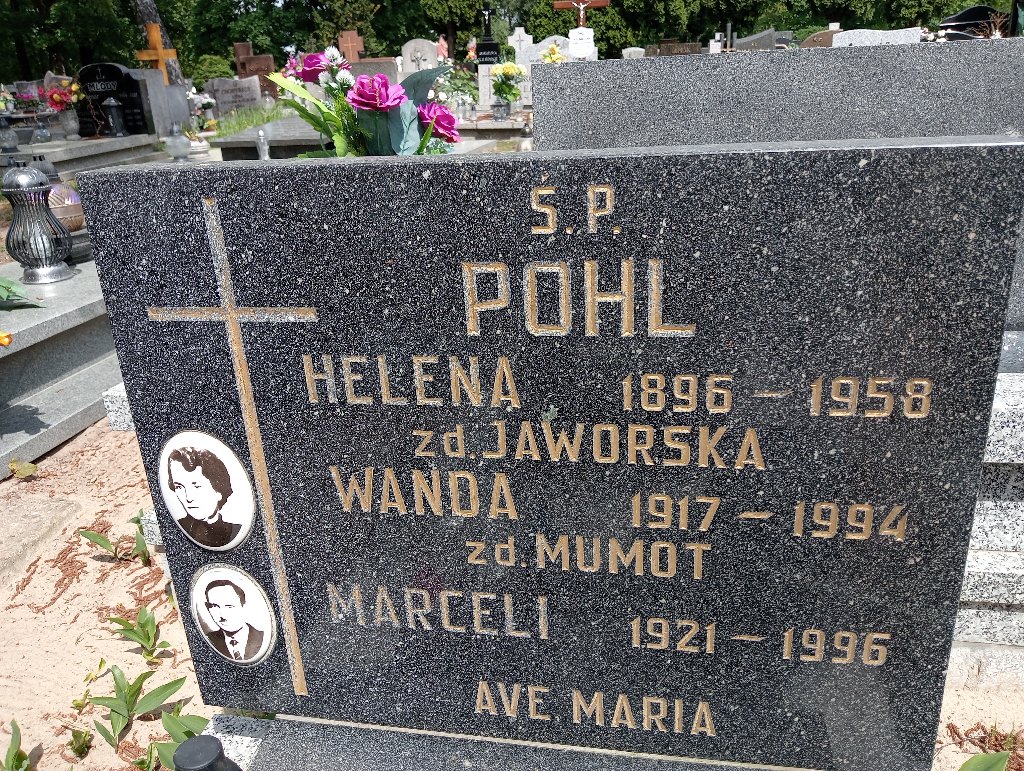 Ś.P.
POHL
HELENA 1896 – 1958
zd. JAWORSKA
WANDA 1917 – 1994
zd. MUMOT
MARCELI 1921 – 1996
AVE MARIA